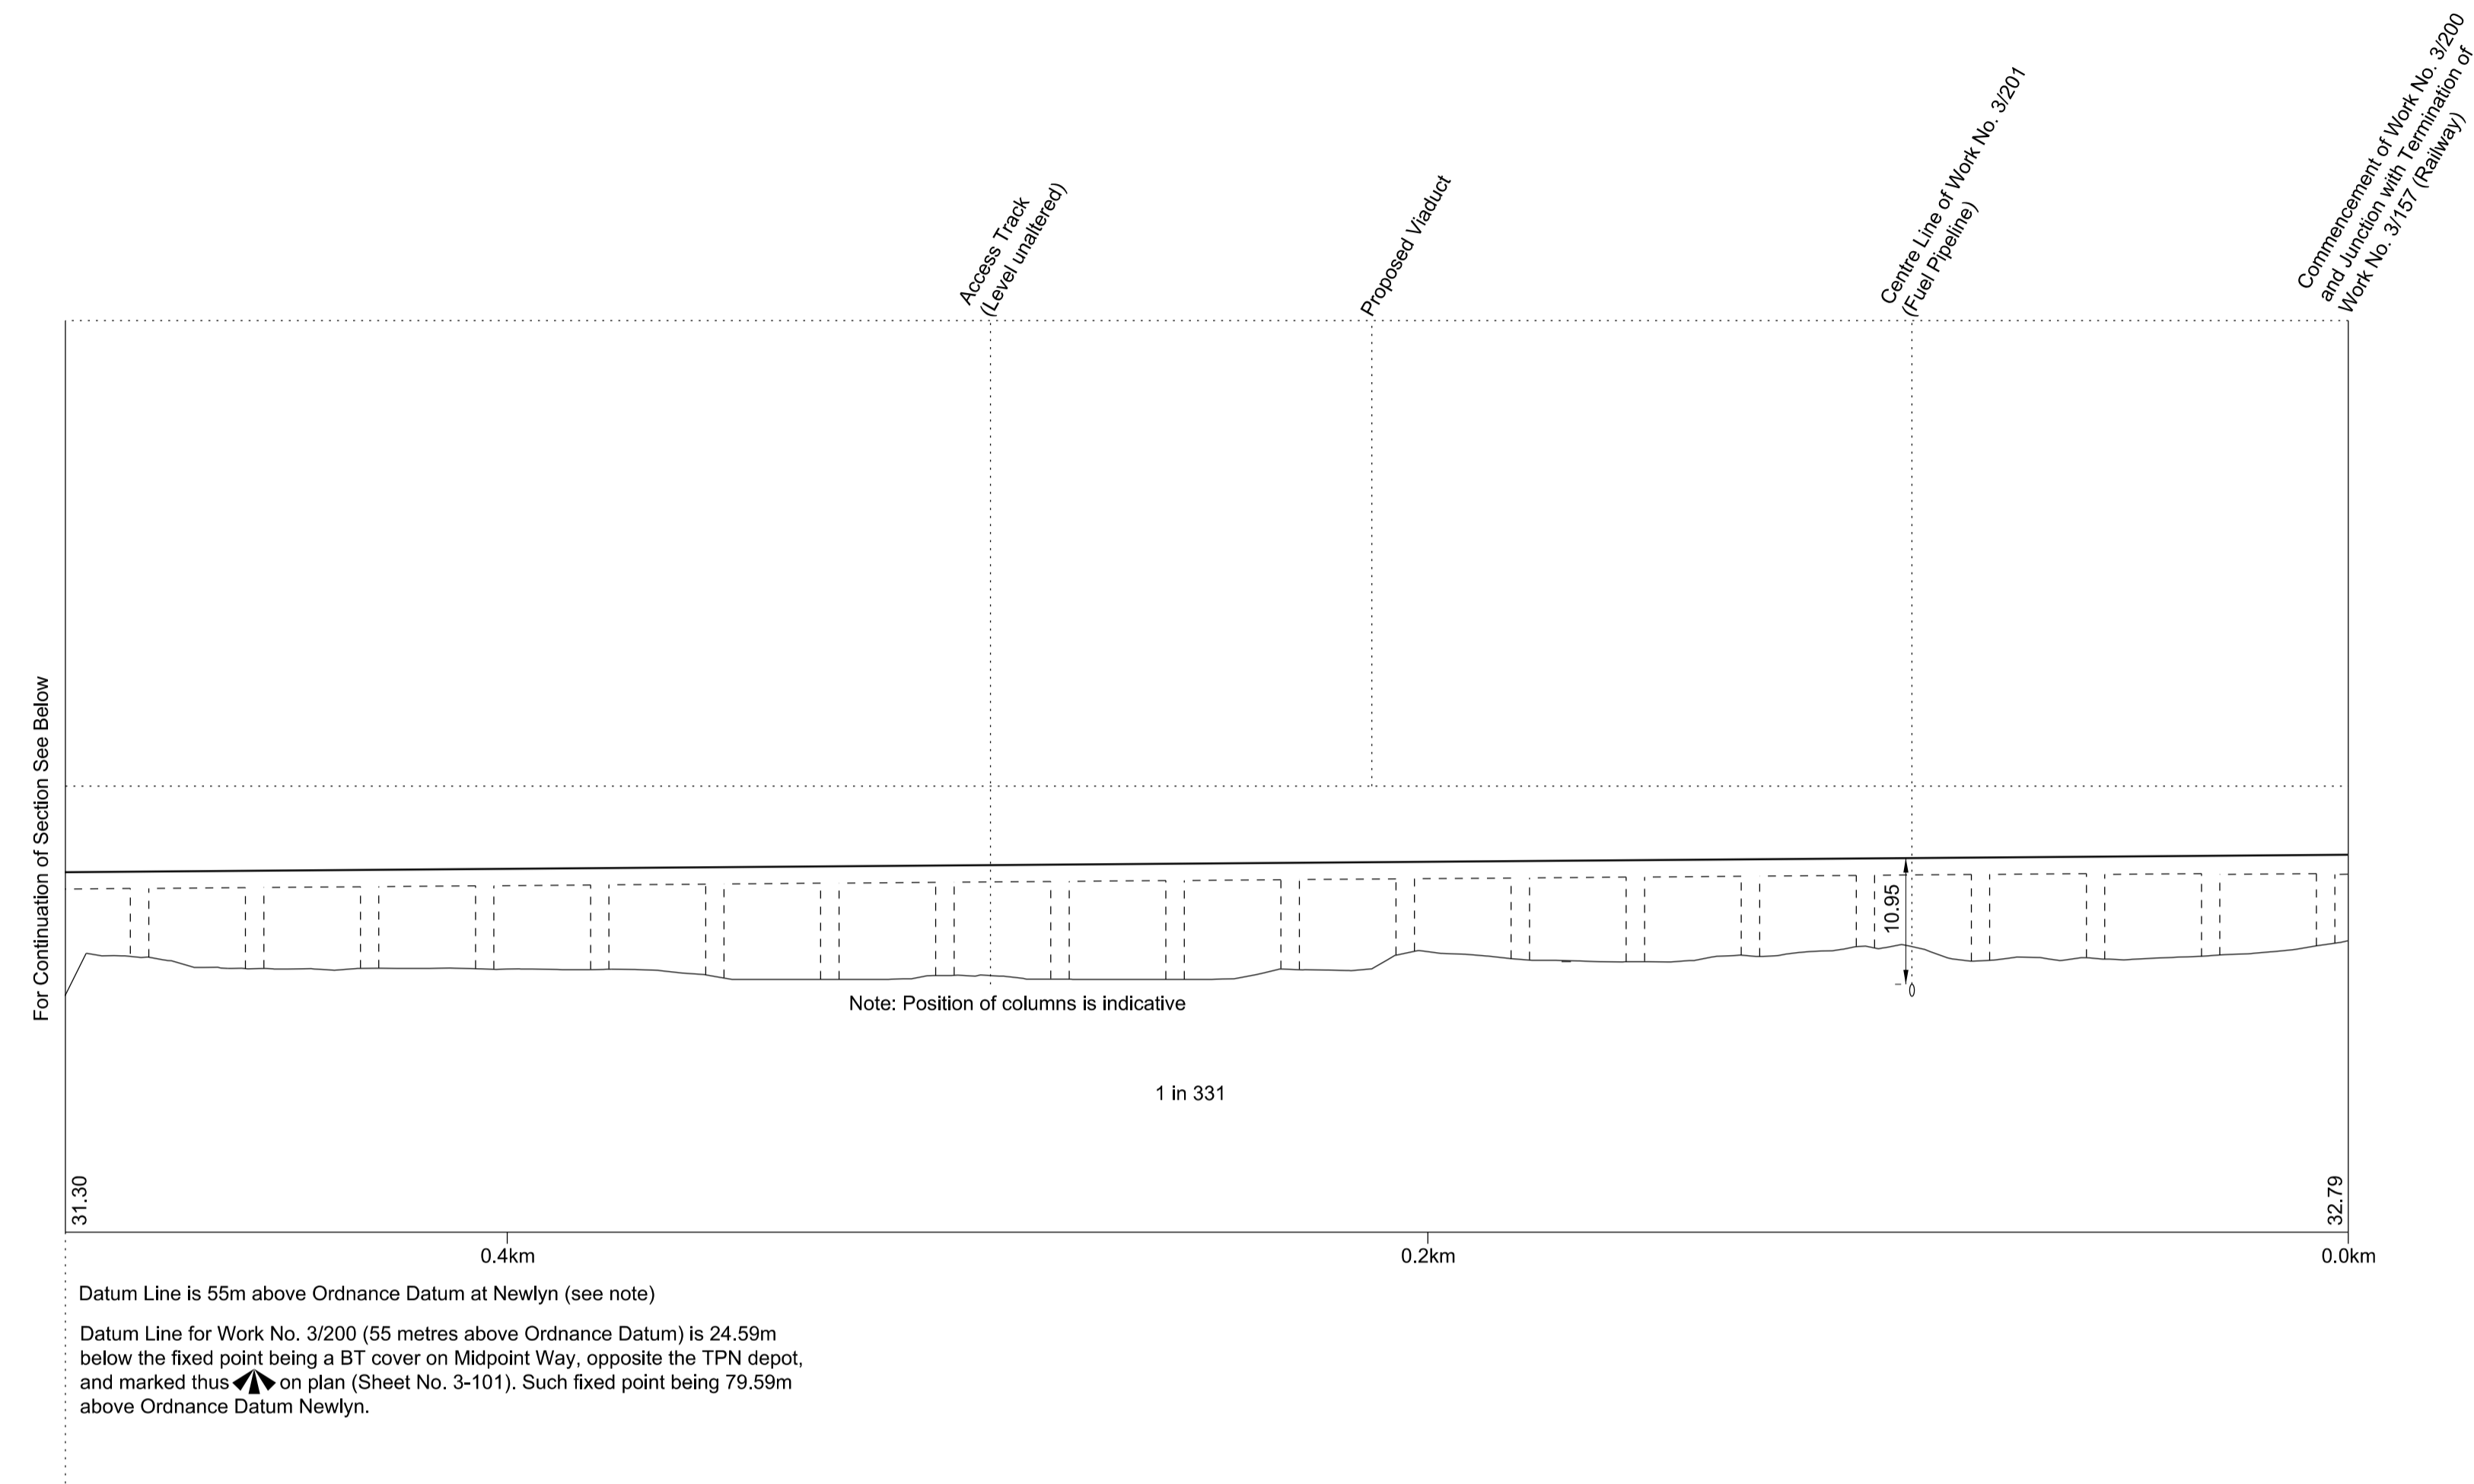 Commencement of Work No. 3/200
and Junction with Termination of
Work No. 3/157 (Railway)
Centre Line of Work No. 3/201
(Fuel Pipeline)
Proposed Viaduct
Access Track
(Level unaltered)
For Continuation of Section See Below
10.95
Note: Position of columns is indicative
1 in 331
31.30
32.79
0.4km
0.2km
0.0km
Datum Line is 55m above Ordnance Datum at Newlyn (see note)
Datum Line for Work No. 3/200 (55 metres above Ordnance Datum) is 24.59m
below the fixed point being a BT cover on Midpoint Way, opposite the TPN depot,
and marked thus on plan (Sheet No. 3-101). Such fixed point being 79.59m
above Ordnance Datum Newlyn.